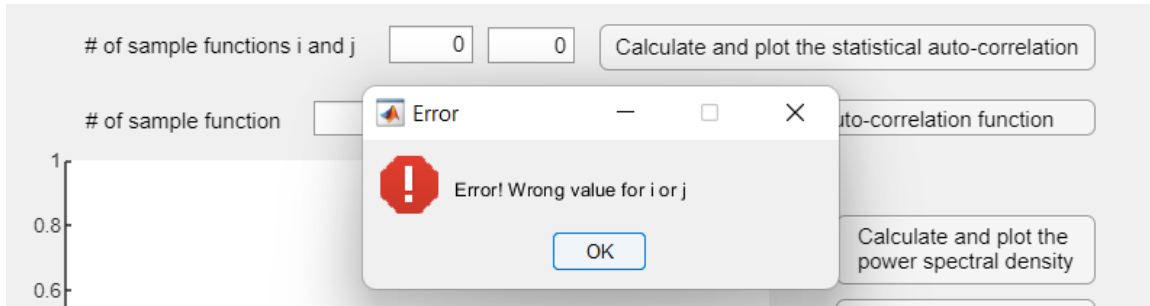 # of sample functions i and j 0 0 Calculate and plot the statistical auto-correlation
Error
# of sample function uto-correlation function
Error! Wrong value for i or j
OK
1
0.8
0.6
Calculate and plot the
power spectral density